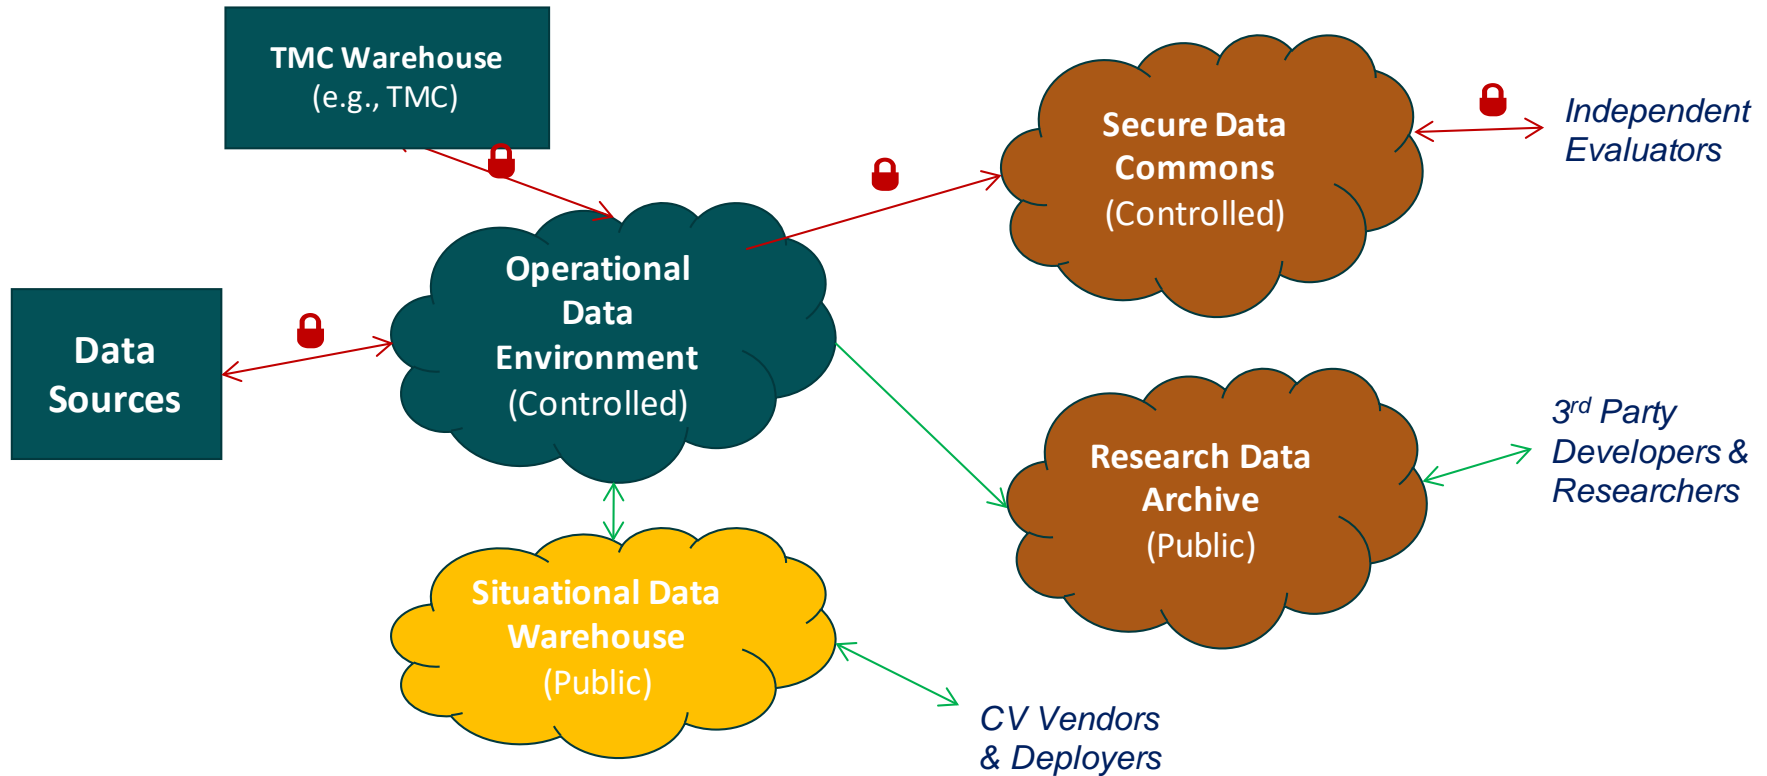 TMC Warehouse
(e.g., TMC)
Secure Data
Commons
(Controlled)
Independent
Evaluators
Operational
Data
Environment
(Controlled)
Data
Sources
Research Data
Archive
(Public)
3rd Party
Developers &
Researchers
Situational Data
Warehouse
(Public)
CV Vendors
& Deployers